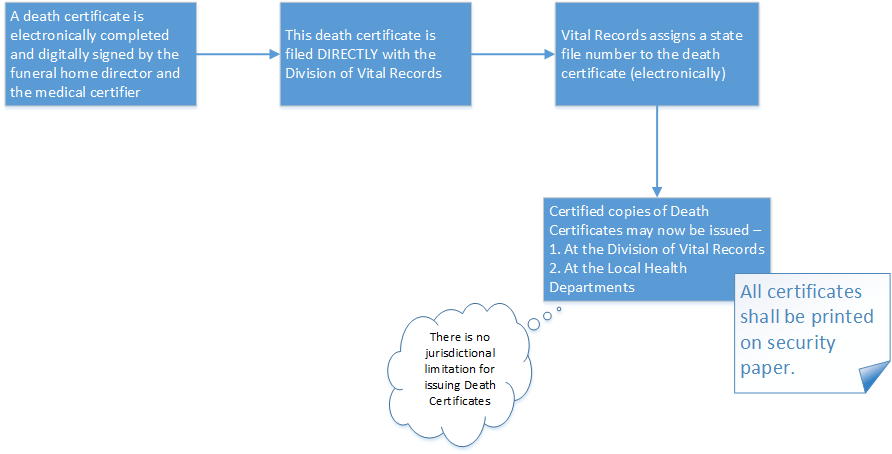 A death certificate is
electronically completed
and digitally signed by the
funeral home director and
the medical certifier
This death certificate is
filed DIRECTLY with the
Division of Vital Records
Vital Records assigns a state
file number to the death
certificate (electronically)
Certified copies of Death
Certificates may now be issued –
1. At the Division of Vital Records
2. At the Local Health
Departments
All certificates
shall be printed
on security
paper.
There is no
jurisdictional
limitation for
issuing Death
Certificates